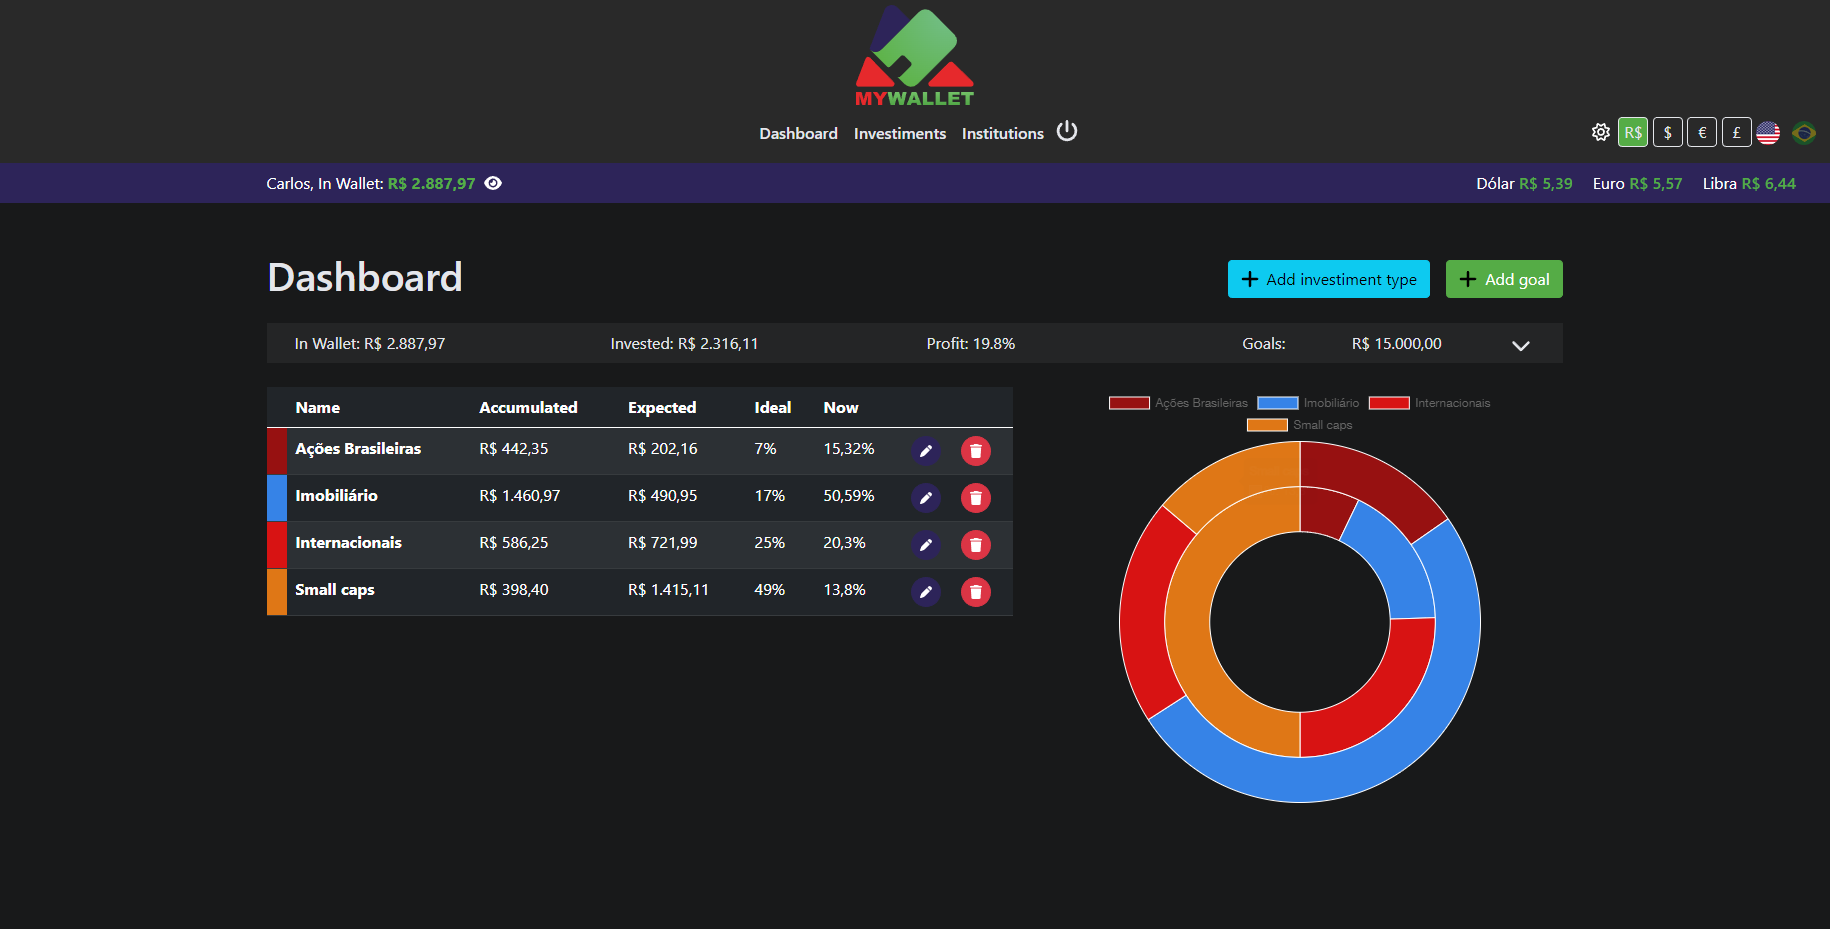 MYWALLET
Dashboard Investiments Institutions
R$ $ € £
Carlos, In Wallet: R$ 2.887,97 Dólar R$ 5,39 Euro R$ 5,57 Libra R$ 6,44
Dashboard
Add investiment type Add goal
In Wallet: R$ 2.887,97 Invested: R$ 2.316,11 Profit: 19.8% Goals: R$ 15.000,00
Name Accumulated Expected Ideal Now
Ações Brasileiras R$ 442,35 R$ 202,16 7% 15,32%
Imobiliário R$ 1.460,97 R$ 490,95 17% 50,59%
Internacionais R$ 586,25 R$ 721,99 25% 20,3%
Small caps R$ 398,40 R$ 1.415,11 49% 13,8%
Ações Brasileiras Imobiliário Internacionais
Small caps